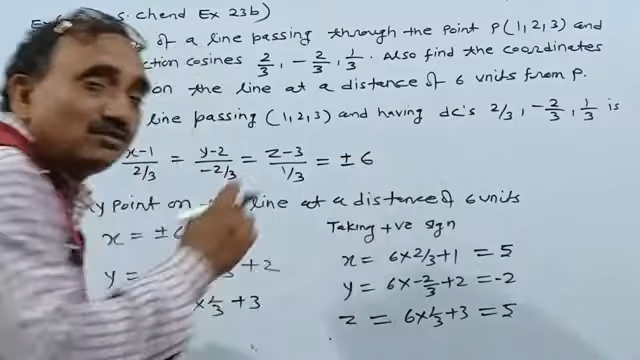 S. chand Ex 23b)
of a line passing through the point P(1,2,3) and
ction cosines 2/3, -2/3, 1/3. Also find the coordinates
on the line at a distance of 6 units from P.
line passing (1,2,3) and having dc's 2/3, -2/3, 1/3 is
x-1 / 2/3 = y-2 / -2/3 = z-3 / 1/3 = ± 6
y point on line at a distance of 6 units
Taking +ve sign
x = ±6
y = + 2
x 1/3 + 3
x = 6×2/3+1 = 5
y = 6×-2/3+2 = -2
z = 6×1/3+3 = 5